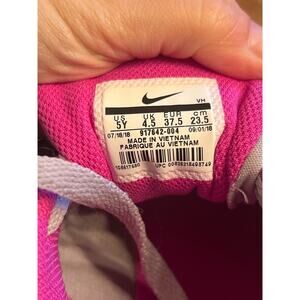 VH
US UK EUR cm
5Y 4.5 37.5 23.5
07/18/18 917842-004 09/01/18
MADE IN VIETNAM
FABRIQUE AU VIETNAM